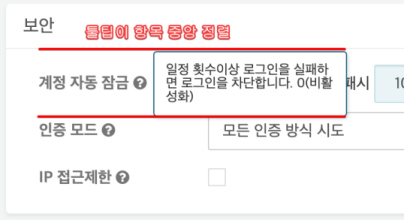 보안
툴팁이 항목 중앙 정렬
계정 자동 잠금 ?
일정 횟수이상 로그인을 실패하
면 로그인을 차단합니다. 0(비활
성화)
패시 10
인증 모드 ?
모든 인증 방식 시도
IP 접근제한 ?